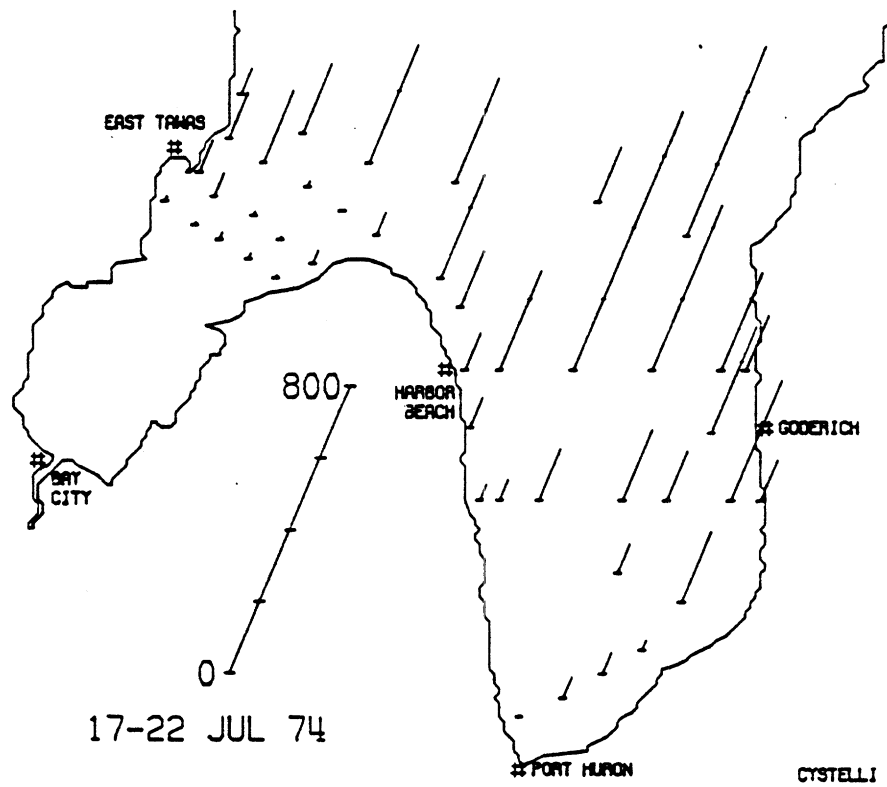 EAST TAWAS
#
800
#
HARBOR
BEACH
# GODERICH
#
BAY
CITY
0
17-22 JUL 74
# PORT HURON
CYSTELLI